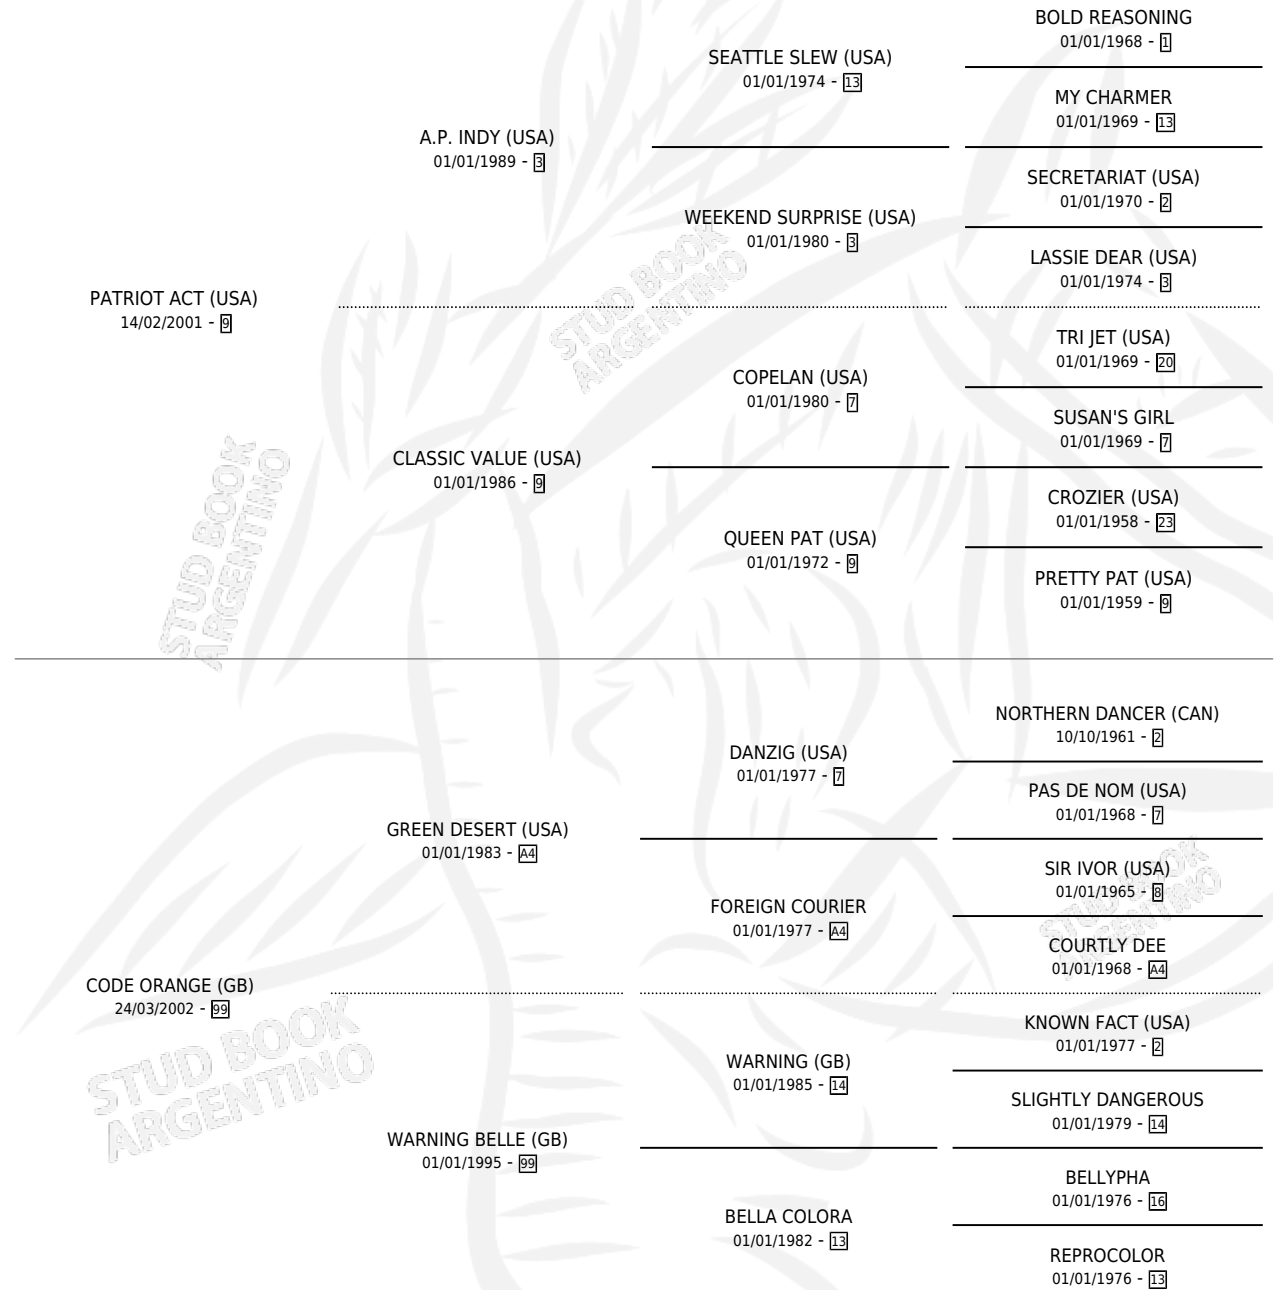 BOLD REASONING
01/01/1968 - 1
SEATTLE SLEW (USA)
01/01/1974 - 13
MY CHARMER
01/01/1969 - 13
A.P. INDY (USA)
01/01/1989 - 3
SECRETARIAT (USA)
01/01/1970 - 2
WEEKEND SURPRISE (USA)
01/01/1980 - 3
LASSIE DEAR (USA)
01/01/1974 - 3
PATRIOT ACT (USA)
14/02/2001 - 9
STUD BOOK
ARGENTINO
TRI JET (USA)
01/01/1969 - 20
COPELAN (USA)
01/01/1980 - 7
SUSAN'S GIRL
01/01/1969 - 7
CLASSIC VALUE (USA)
01/01/1986 - 9
CROZIER (USA)
01/01/1958 - 23
QUEEN PAT (USA)
01/01/1972 - 9
PRETTY PAT (USA)
01/01/1959 - 9
STUD BOOK
ARGENTINO
NORTHERN DANCER (CAN)
10/10/1961 - 2
DANZIG (USA)
01/01/1977 - 7
PAS DE NOM (USA)
01/01/1968 - 7
GREEN DESERT (USA)
01/01/1983 - A4
SIR IVOR (USA)
01/01/1965 - 8
FOREIGN COURIER
01/01/1977 - A4
STUD BOOK
ARGENTINO
COURTLY DEE
01/01/1968 - A4
CODE ORANGE (GB)
24/03/2002 - 99
KNOWN FACT (USA)
01/01/1977 - 2
WARNING (GB)
01/01/1985 - 14
SLIGHTLY DANGEROUS
01/01/1979 - 14
STUD BOOK
ARGENTINO
WARNING BELLE (GB)
01/01/1995 - 99
BELLYPHA
01/01/1976 - 16
BELLA COLORA
01/01/1982 - 13
REPROCOLOR
01/01/1976 - 13